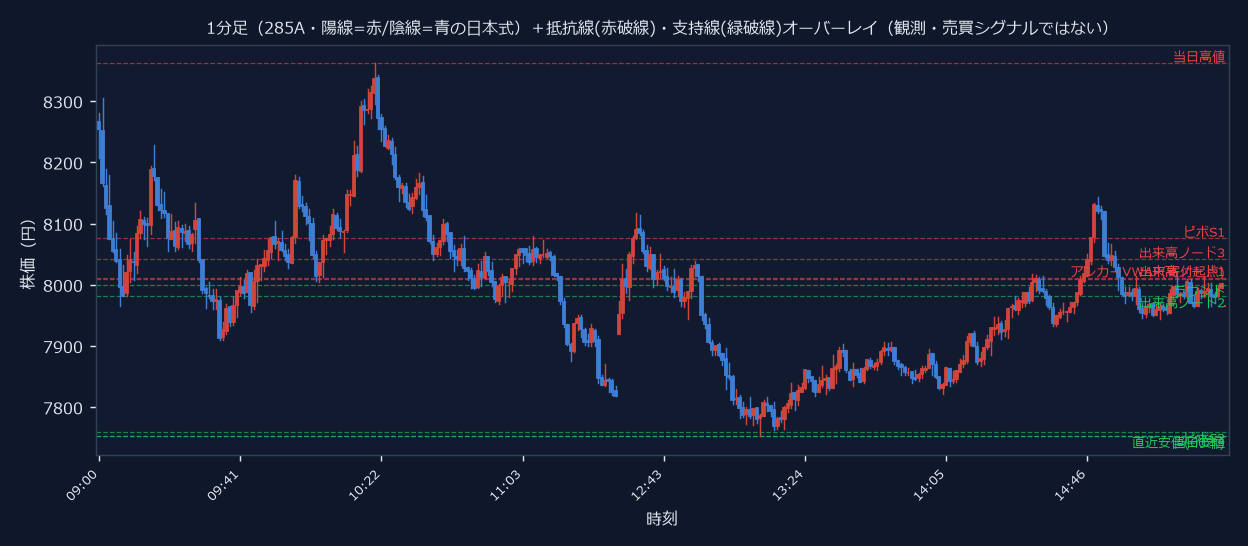 1分足（285A・陽線=赤/陰線=青の日本式）＋抵抗線(赤破線)・支持線(緑破線)オーバーレイ（観測・売買シグナルではない）
当日高値
8300
8200
ピボS1
8100
出来高ノード3
8000
出来高ノード2
7900
7800
株価（円）
09:00
09:41
10:22
11:03
12:43
13:24
14:05
14:46
時刻